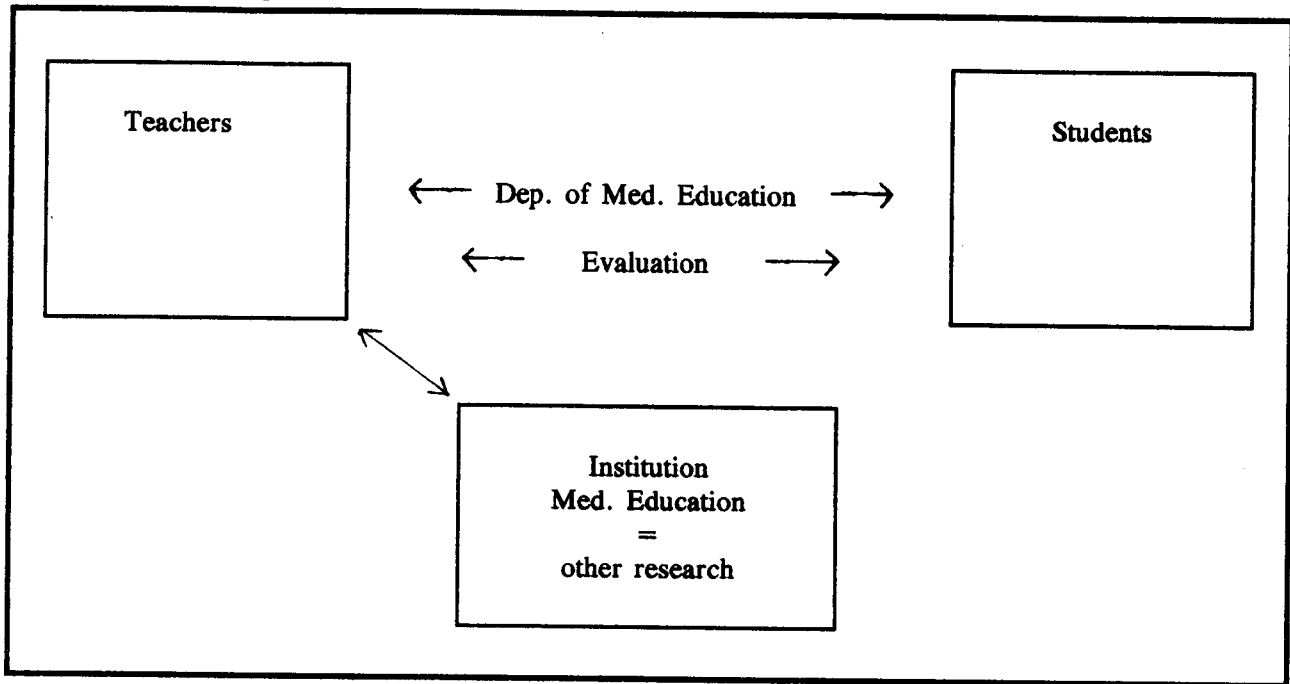 Teachers
Students
← Dep. of Med. Education →
← Evaluation →
Institution
Med. Education
=
other research